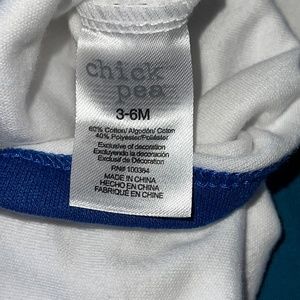 chick
pea
3-6M
60% Cotton/Algodón/Coton
40% Polyester/Poliéster
Exclusive of decoration
Excluyendo la decoración
Exclusif de Décoration
RN# 100364
MADE IN CHINA
HECHO EN CHINA
FABRIQUÉ EN CHINE